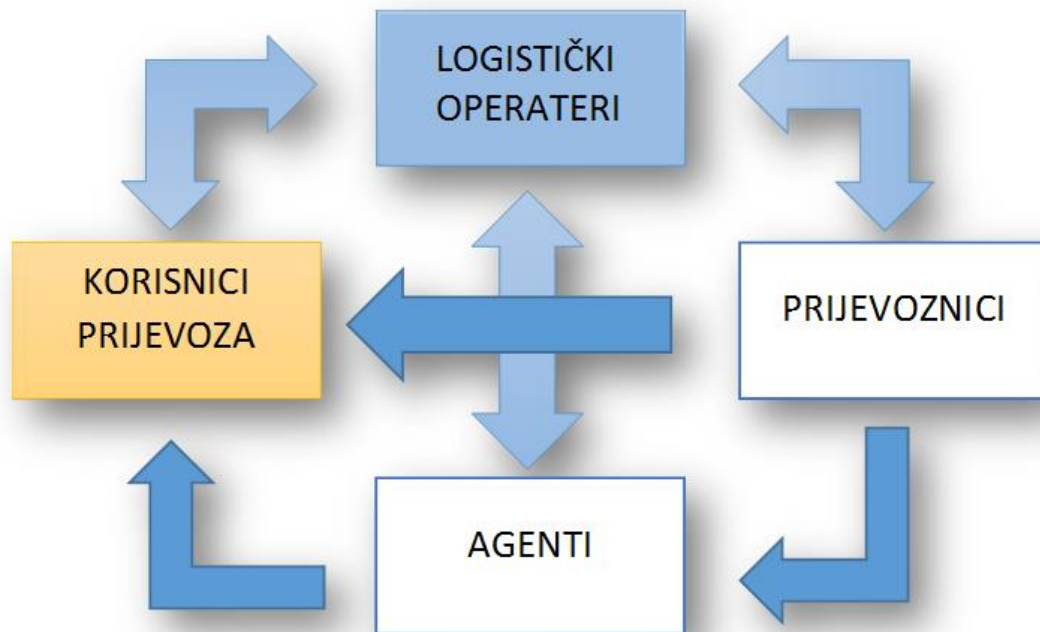 LOGISTIČKI
OPERATERI
KORISNICI
PRIJEVOZA
PRIJEVOZNICI
AGENTI